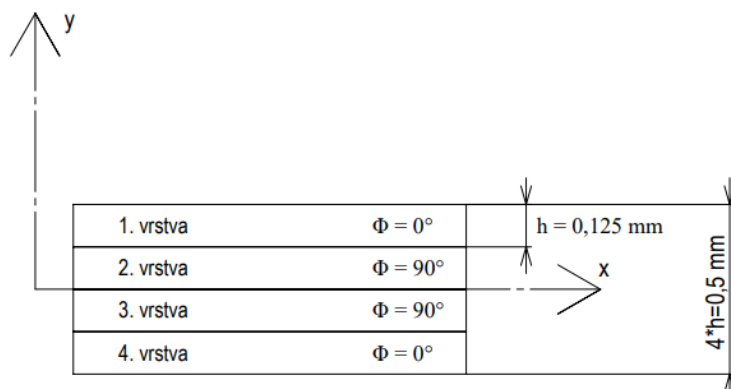 y
1. vrstva Φ = 0° h = 0,125 mm
2. vrstva Φ = 90° x
3. vrstva Φ = 90°
4. vrstva Φ = 0°
4*h=0,5 mm